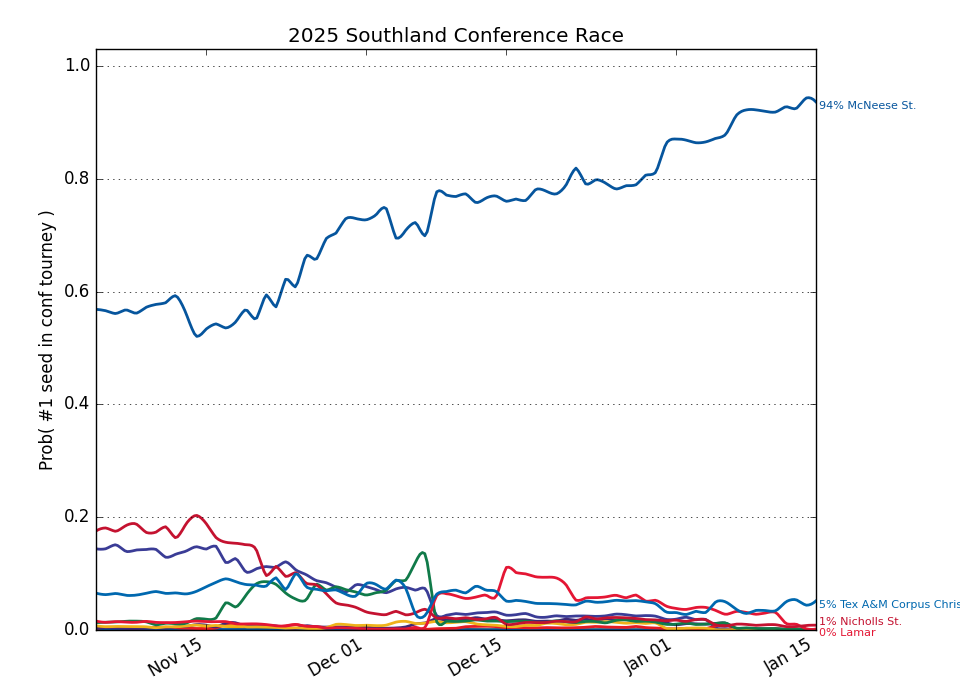 2025 Southland Conference Race
Prob( #1 seed in conf tourney )
1.0
0.8
0.6
0.4
0.2
0.0
94% McNeese St.
5% Tex A&M Corpus Chris
1% Nicholls St.
0% Lamar
Nov 15
Dec 01
Dec 15
Jan 01
Jan 15